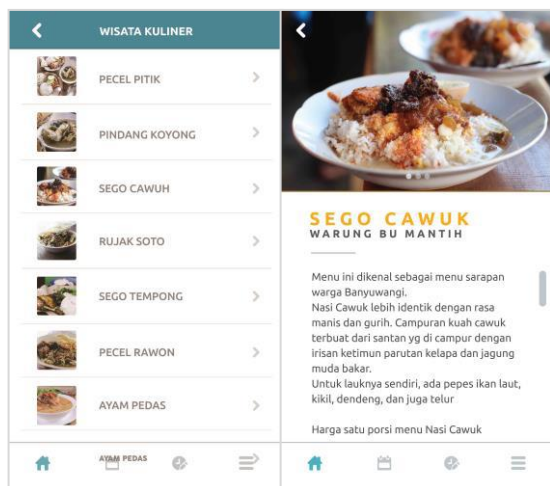 WISATA KULINER
PECEL PITIK
PINDANG KOYONG
SEGO CAWUH
RUJAK SOTO
SEGO TEMPONG
PECEL RAWON
AYAM PEDAS
AYAM PEDAS
SEGO CAWUK
WARUNG BU MANTIH
Menu ini dikenal sebagai menu sarapan
warga Banyuwangi.
Nasi Cawuk lebih identik dengan rasa
manis dan gurih. Campuran kuah cawuk
terbuat dari santan yg di campur dengan
irisan ketimun parutan kelapa dan jagung
muda bakar.
Untuk lauknya sendiri, ada pepes ikan laut,
kikil, dendeng, dan juga telur
Harga satu porsi menu Nasi Cawuk